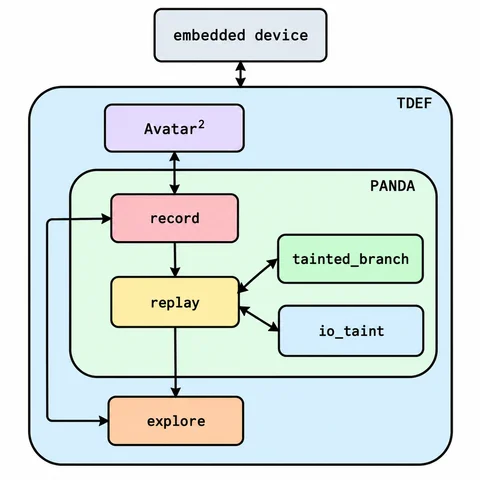 embedded device
TDEF
Avatar²
PANDA
record
tainted_branch
replay
io_taint
explore